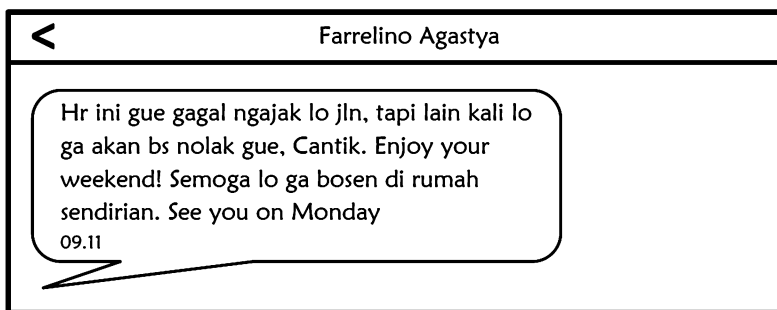 <
Farrelino Agastya
Hr ini gue gagal ngajak lo jln, tapi lain kali lo
ga akan bs nolak gue, Cantik. Enjoy your
weekend! Semoga lo ga bosen di rumah
sendirian. See you on Monday
09.11